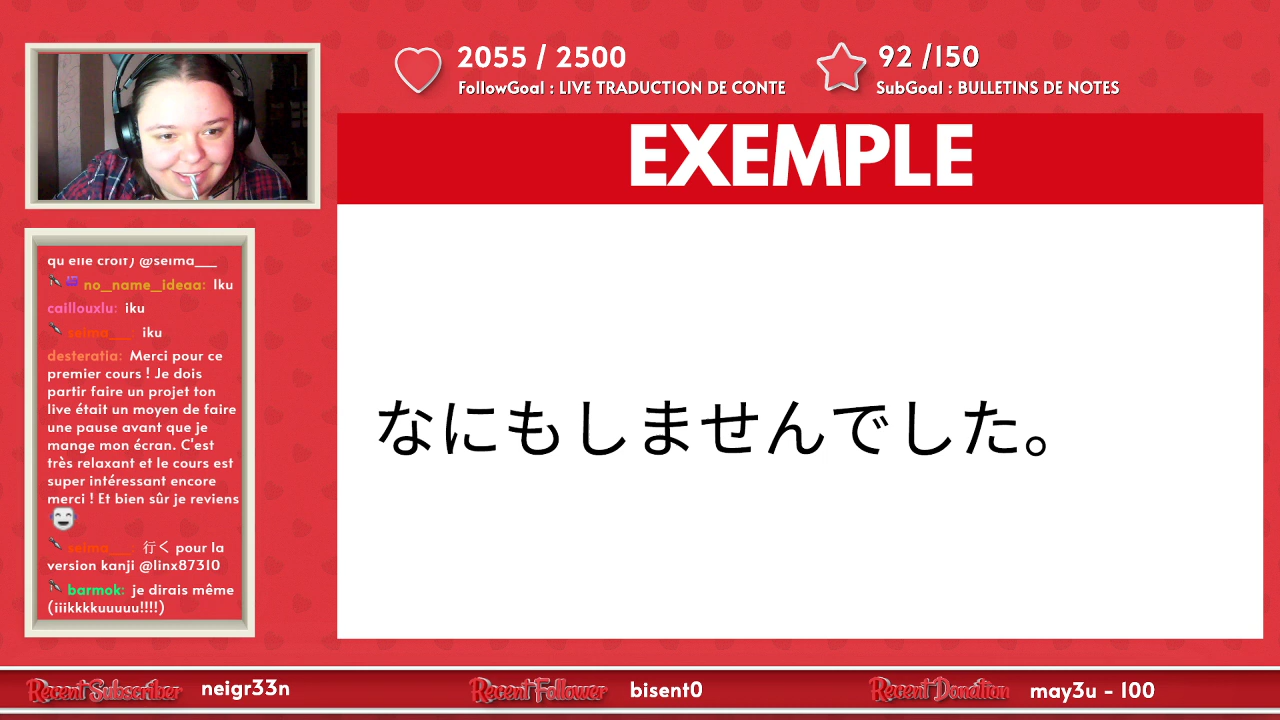 2055 / 2500
FollowGoal : LIVE TRADUCTION DE CONTE
92 /150
SubGoal : BULLETINS DE NOTES
EXEMPLE
なにもしませんでした。
qu elle croit) @seima___
no_name_ideaa: Iku
caillouxlu: iku
seima___: iku
desteratia: Merci pour ce
premier cours ! Je dois
partir faire un projet ton
live était un moyen de faire
une pause avant que je
mange mon écran. C'est
très relaxant et le cours est
super intéressant encore
merci ! Et bien sûr je reviens
seima___: 行く pour la
version kanji @linx87310
barmok: je dirais même
(iiikkkkuuuuu!!!!)
Recent Subscriber neigr33n
Recent Follower bisent0
Recent Donation may3u - 100